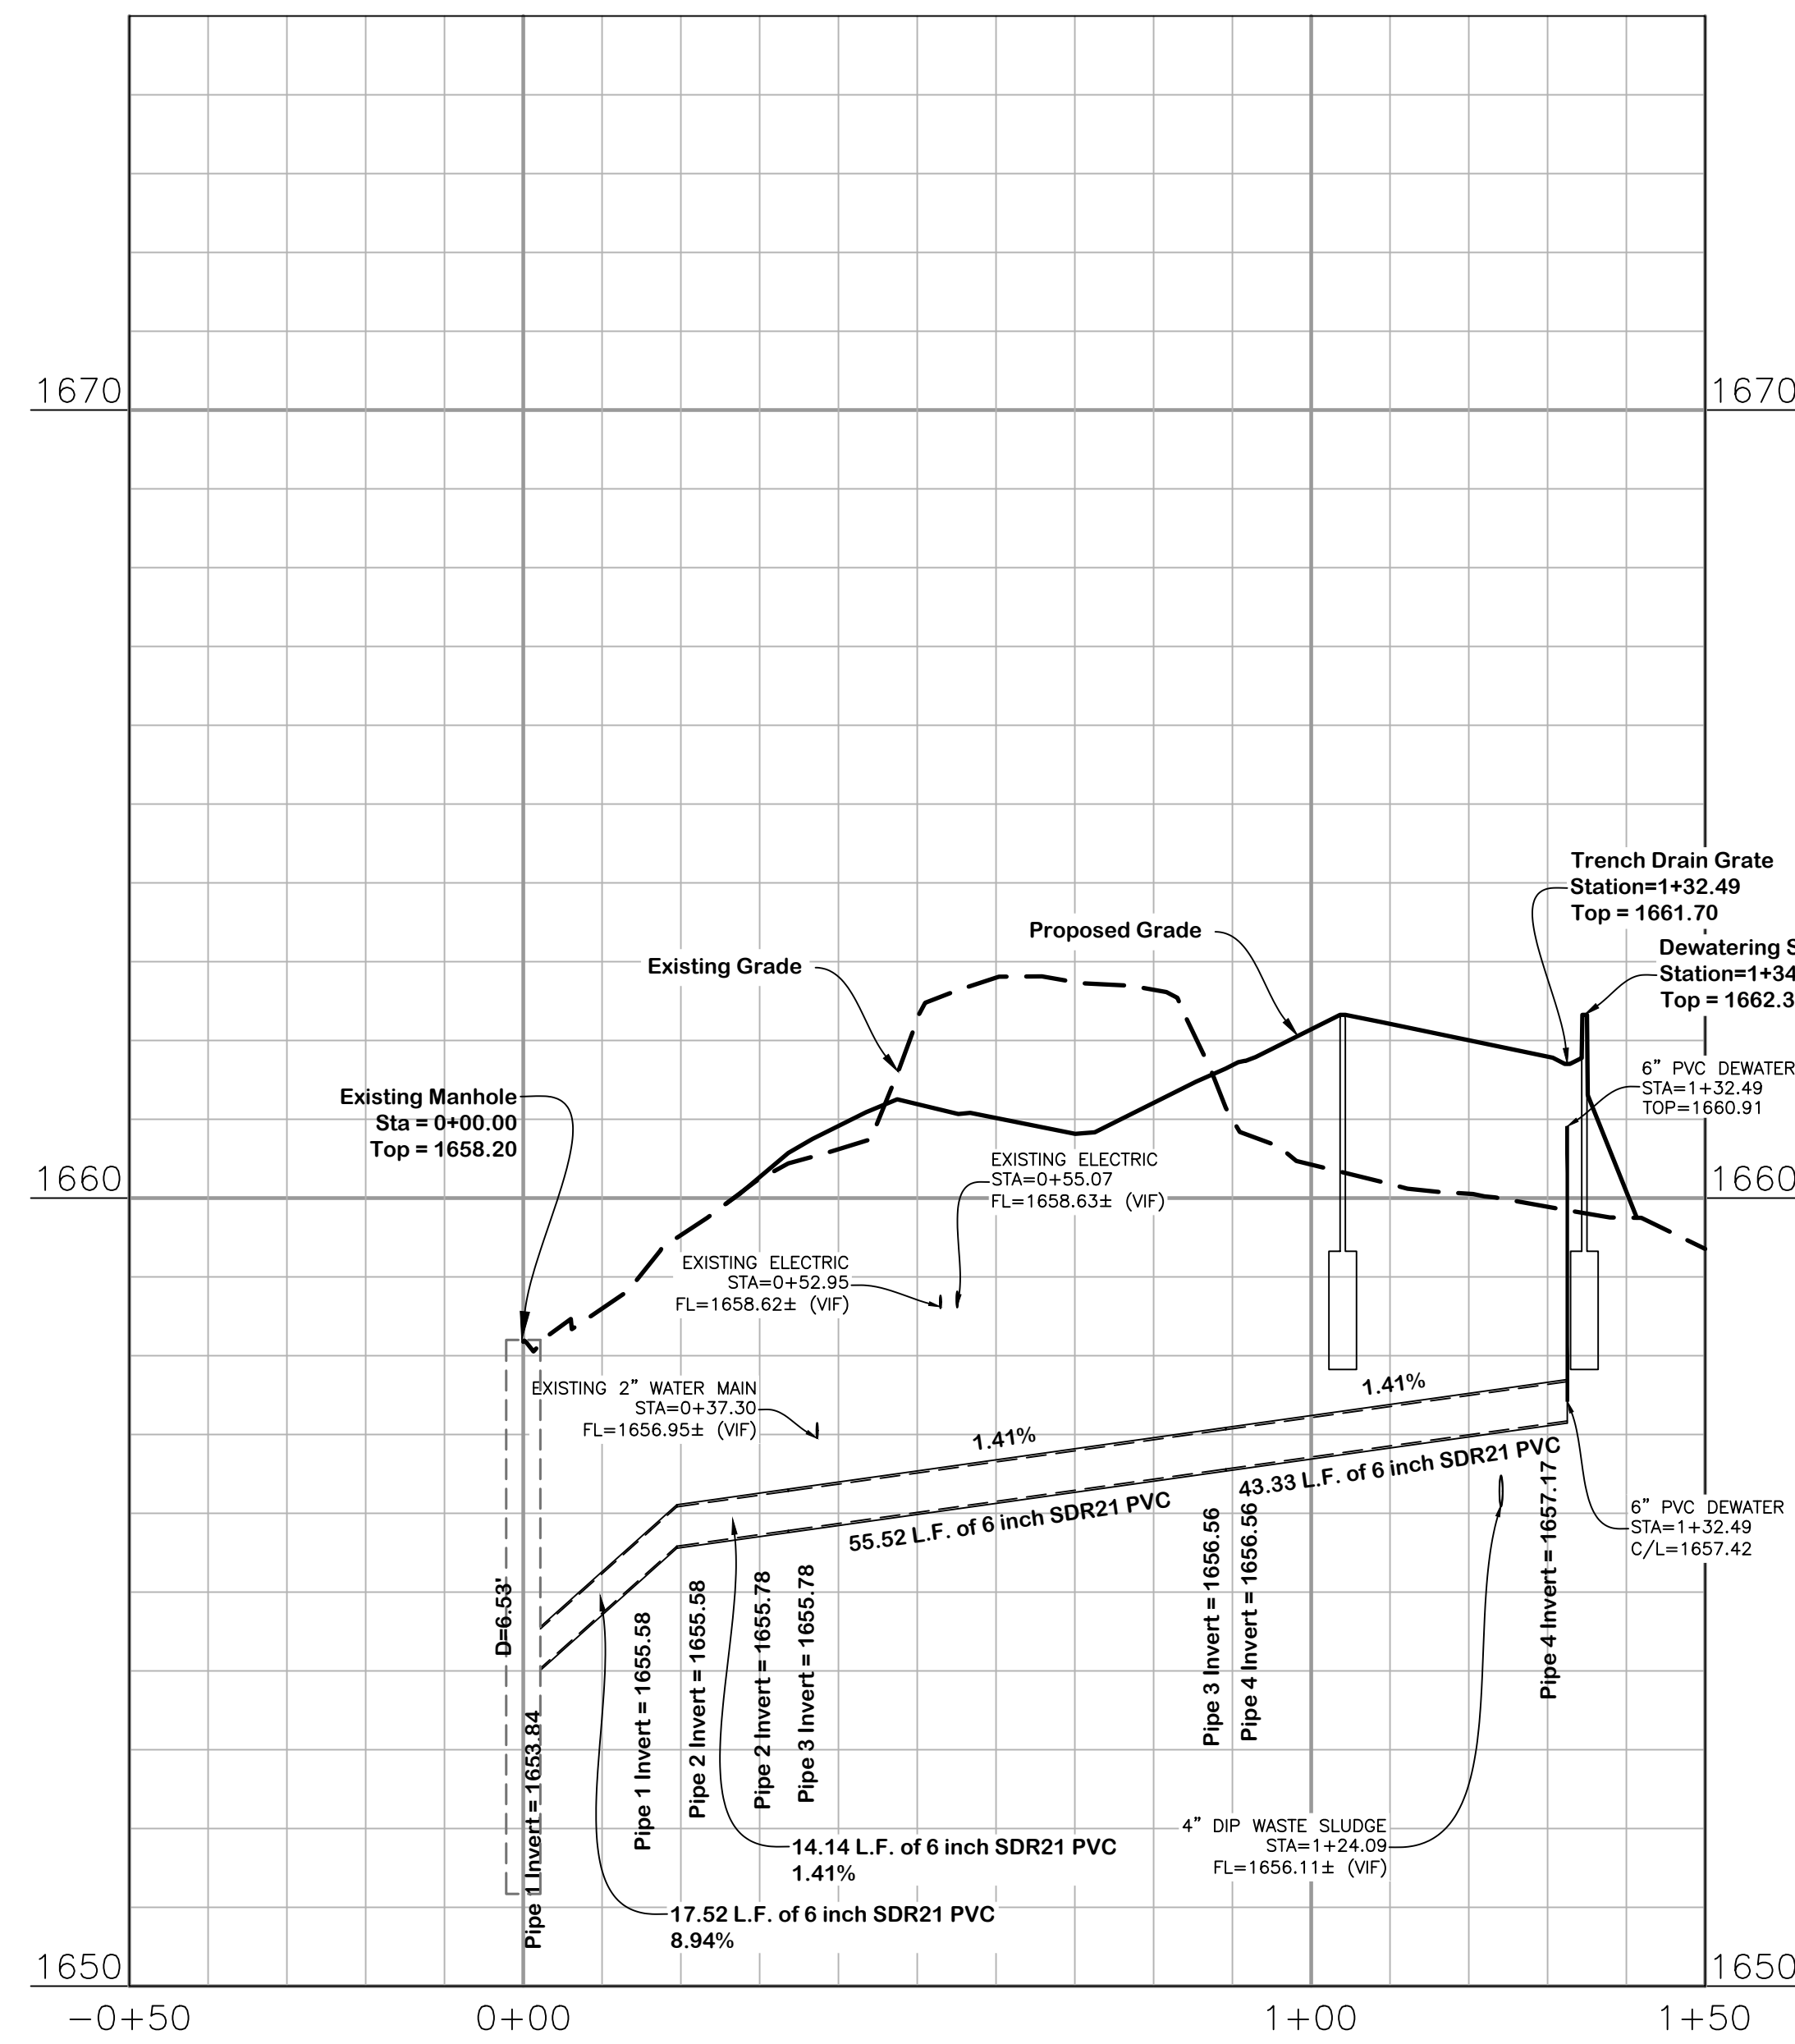 1670
1670
Trench Drain Grate
Station=1+32.49
Top = 1661.70
Proposed Grade
Dewatering S
Station=1+34
Top = 1662.3
Existing Grade
6” PVC DEWATER
STA=1+32.49
TOP=1660.91
Existing Manhole
Sta = 0+00.00
Top = 1658.20
EXISTING ELECTRIC
STA=0+55.07
FL=1658.63± (VIF)
1660
1660
EXISTING ELECTRIC
STA=0+52.95
FL=1658.62± (VIF)
EXISTING 2” WATER MAIN
STA=0+37.30
FL=1656.95± (VIF)
1.41%
1.41%
43.33 L.F. of 6 inch SDR21 PVC
55.52 L.F. of 6 inch SDR21 PVC
6” PVC DEWATER
STA=1+32.49
C/L=1657.42
D=6.53'
Pipe 1 Invert = 1653.84
Pipe 1 Invert = 1655.58
Pipe 2 Invert = 1655.58
Pipe 2 Invert = 1655.78
Pipe 3 Invert = 1655.78
Pipe 3 Invert = 1656.56
Pipe 4 Invert = 1656.56
Pipe 4 Invert = 1657.17
4” DIP WASTE SLUDGE
STA=1+24.09
FL=1656.11± (VIF)
14.14 L.F. of 6 inch SDR21 PVC
1.41%
17.52 L.F. of 6 inch SDR21 PVC
8.94%
1650
1650
-0+50
0+00
1+00
1+50